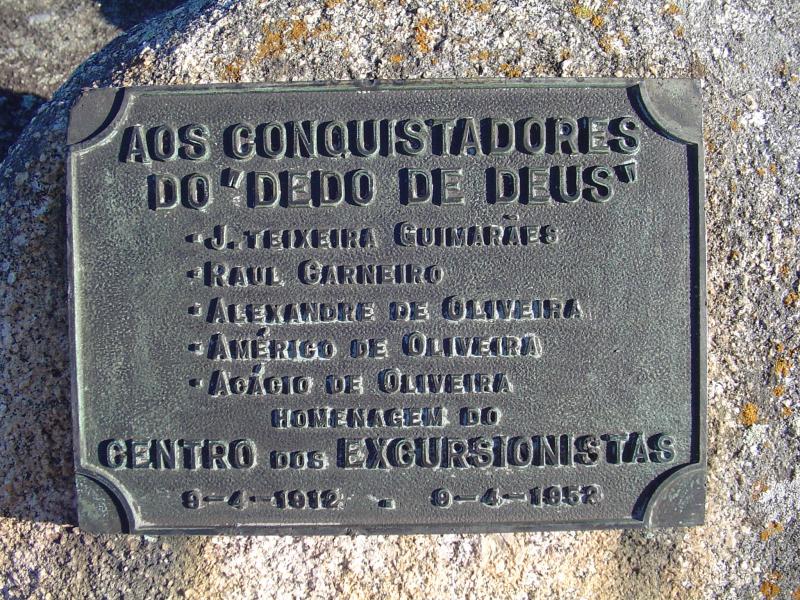 AOS CONQUISTADORES
DO "DEDO DE DEUS"
- J. TEIXEIRA GUIMARÃES
- RAUL CARNEIRO
- ALEXANDRE DE OLIVEIRA
- AMÉRIGO DE OLIVEIRA
- ACÁCIO DE OLIVEIRA
HOMENAGEM DO
CENTRO DOS EXCURSIONISTAS
9-4-1912 - 9-4-1952